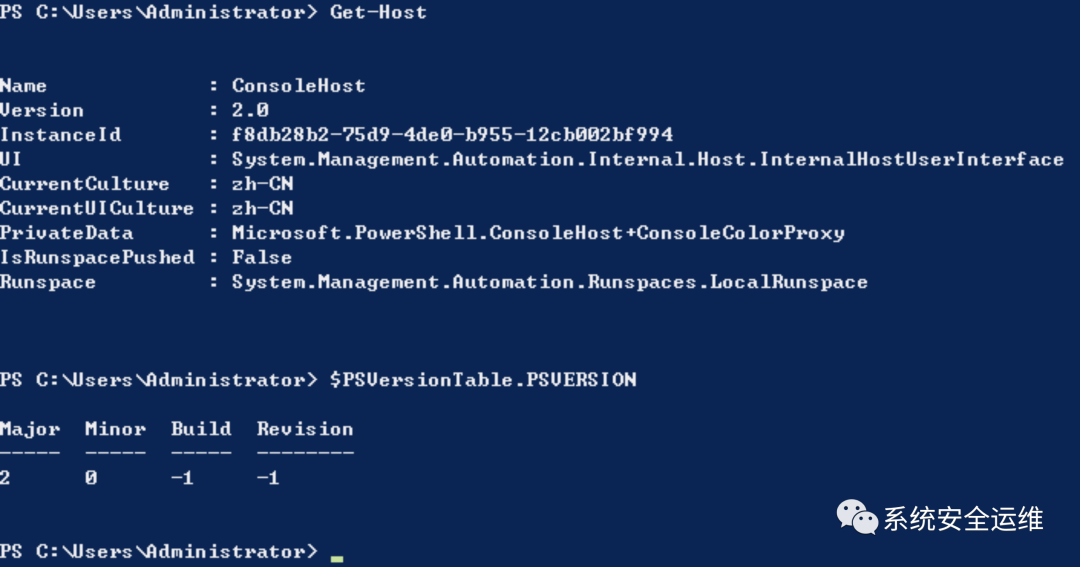 PS C:\Users\Administrator> Get-Host
Name             : ConsoleHost
Version          : 2.0
InstanceId       : f8db28b2-75d9-4de0-b955-12cb002bf994
UI               : System.Management.Automation.Internal.Host.InternalHostUserInterface
CurrentCulture   : zh-CN
CurrentUICulture : zh-CN
PrivateData      : Microsoft.PowerShell.ConsoleHost+ConsoleColorProxy
IsRunspacePushed : False
Runspace         : System.Management.Automation.Runspaces.LocalRunspace
PS C:\Users\Administrator> $PSVersionTable.PSVERSION
Major  Minor  Build  Revision
-----  -----  -----  --------
2      0      -1     -1
系统安全运维
PS C:\Users\Administrator>